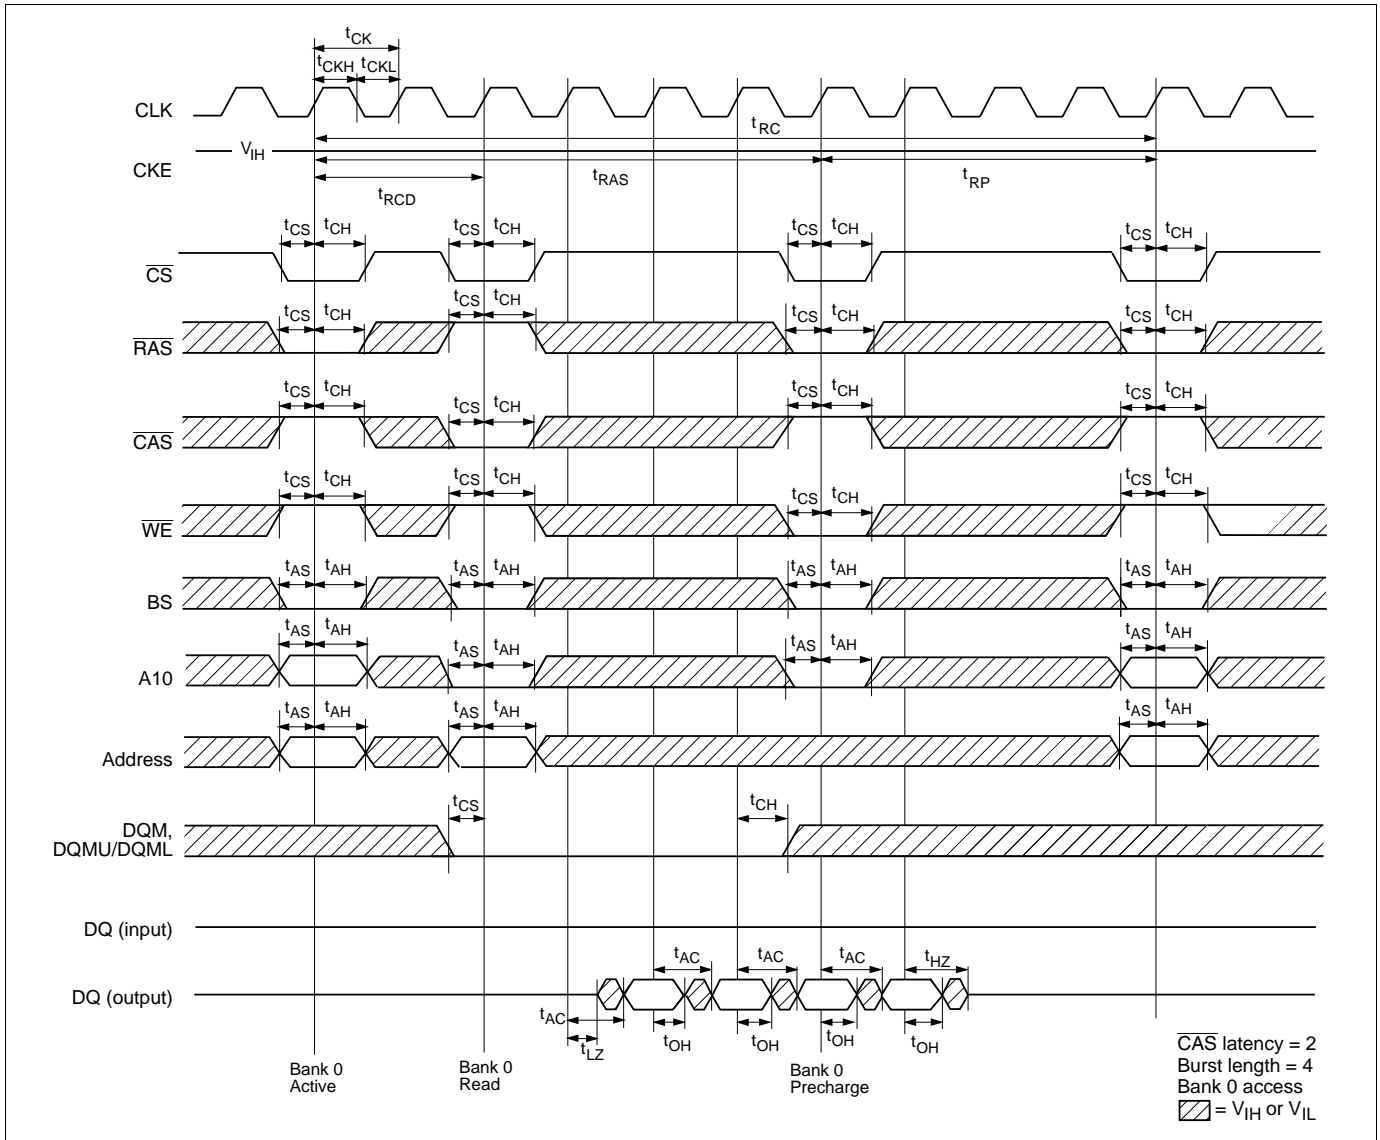 tCK
tCKH tCKL
CLK
tRC
VIH
CKE
tRAS tRP
tRCD
tCS tCH tCS tCH tCS tCH tCS tCH
CS
tCS tCH tCS tCH tCS tCH tCS tCH
RAS
tCS tCH tCS tCH tCS tCH tCS tCH
CAS
tCS tCH tCS tCH tCS tCH tCS tCH
WE
tAS tAH tAS tAH tAS tAH tAS tAH
BS
tAS tAH tAS tAH tAS tAH tAS tAH
A10
tAS tAH tAS tAH tAS tAH
Address
tCS tCH
DQM,
DQMU/DQML
DQ (input)
tAC tAC tAC tHZ
DQ (output)
tAC
tLZ tOH tOH tOH tOH
Bank 0
Active
Bank 0
Read
Bank 0
Precharge
CAS latency = 2
Burst length = 4
Bank 0 access
= VIH or VIL